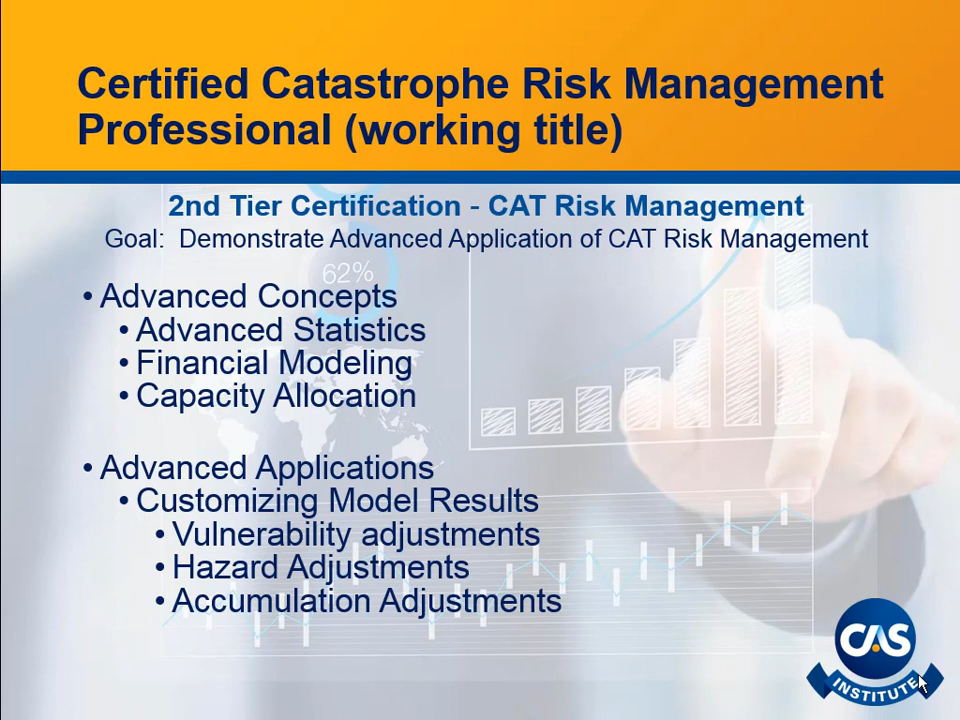 Certified Catastrophe Risk Management
Professional (working title)
2nd Tier Certification - CAT Risk Management
Goal: Demonstrate Advanced Application of CAT Risk Management
62%
• Advanced Concepts
• Advanced Statistics
• Financial Modeling
• Capacity Allocation
• Advanced Applications
• Customizing Model Results
• Vulnerability adjustments
• Hazard Adjustments
• Accumulation Adjustments
CAS
INSTITUTE